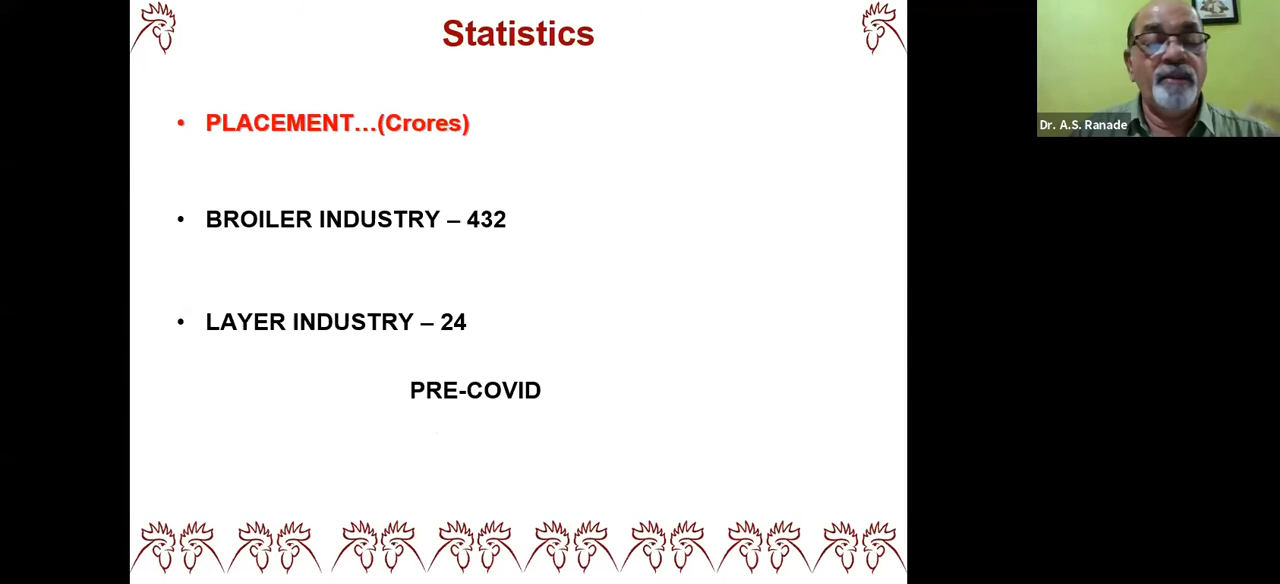 Statistics
• PLACEMENT...(Crores)
• BROILER INDUSTRY – 432
• LAYER INDUSTRY – 24
PRE-COVID
Dr. A.S. Ranade